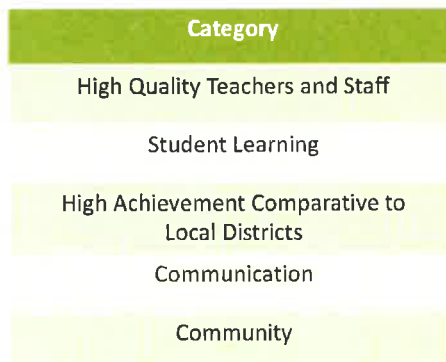 Category
High Quality Teachers and Staff
Student Learning
High Achievement Comparative to
Local Districts
Communication
Community